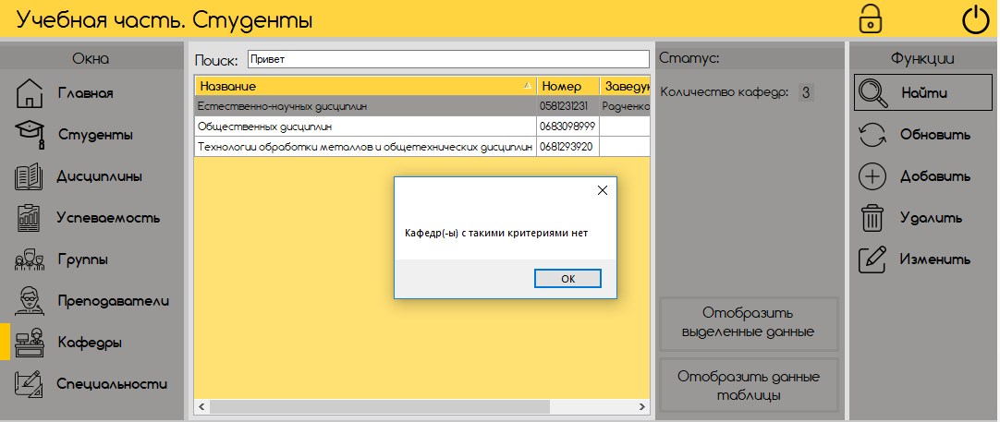 Учебная часть. Студенты
Окна
Главная
Студенты
Дисциплины
Успеваемость
Группы
Преподаватели
Кафедры
Специальности
Поиск: Привет
Название Номер Заведук
Естественно-научных дисциплин 0581231231 Радченко
Общественных дисциплин 0683098999
Технологии обработки металлов и общетехнических дисциплин 0681293920
Кафедр(-ы) с такими критериями нет
ОК
Статус:
Количество кафедр: 3
Отобразить
выделенные данные
Отобразить данные
таблицы
Функции
Найти
Обновить
Добавить
Удалить
Изменить